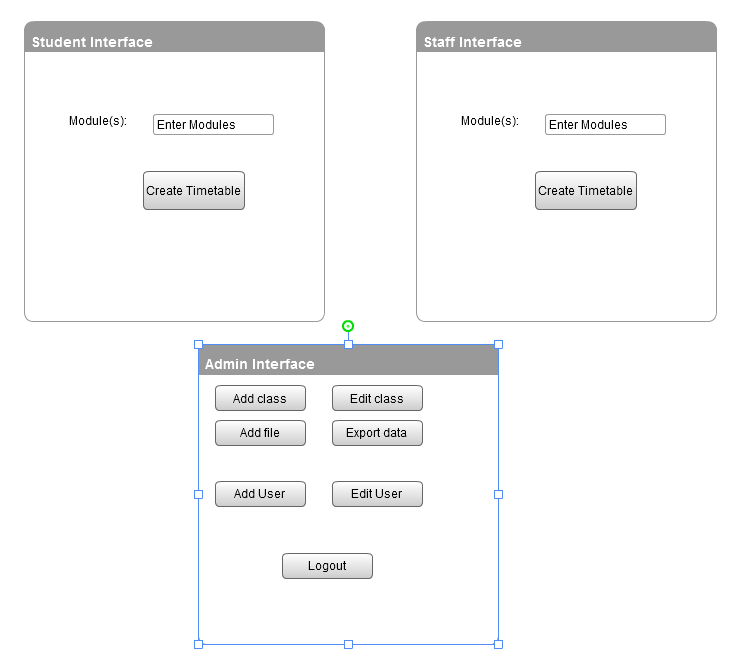 Student Interface
Module(s): Enter Modules
Create Timetable
Staff Interface
Module(s): Enter Modules
Create Timetable
Admin Interface
Add class Edit class
Add file Export data
Add User Edit User
Logout